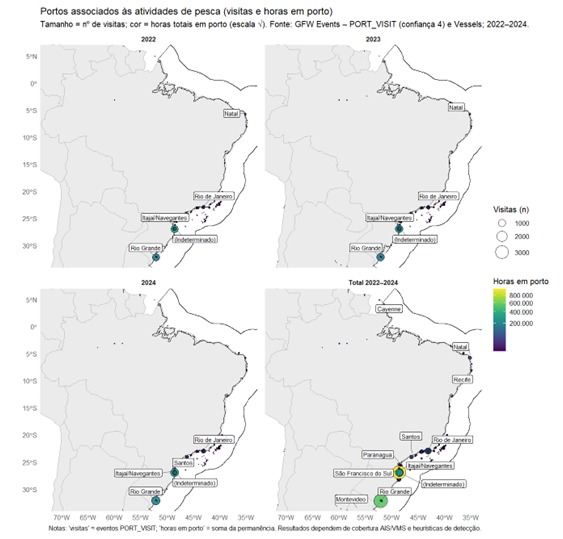 Portos associados às atividades de pesca (visitas e horas em porto)
Tamanho = nº de visitas; cor = horas totais em porto (escala √). Fonte: GFW Events – PORT_VISIT (confiança 4) e Vessels; 2022–2024.
2022
2023
5°N
0°
5°S
10°S
15°S
20°S
25°S
30°S
Natal
Rio de Janeiro
Itajaí/Navegantes
(Indeterminado)
Rio Grande
Natal
Rio de Janeiro
Itajaí/Navegantes
(Indeterminado)
Rio Grande
Visitas (n)
1000
2000
3000
Horas em porto
800.000
600.000
400.000
200.000
2024
Total 2022–2024
5°N
0°
5°S
10°S
15°S
20°S
25°S
30°S
Rio de Janeiro
Santos
Itajaí/Navegantes
(Indeterminado)
Rio Grande
Cayenne
Natal
Recife
Santos
Rio de Janeiro
Paranagua
Itajaí/Navegantes
São Francisco do Sul
(Indeterminado)
Rio Grande
Montevideo
70°W 65°W 60°W 55°W 50°W 45°W 40°W 35°W
70°W 65°W 60°W 55°W 50°W 45°W 40°W 35°W
Notas: 'visitas' = eventos PORT_VISIT; 'horas em porto' = soma da permanência. Resultados dependem de cobertura AIS/VMS e heurísticas de detecção.